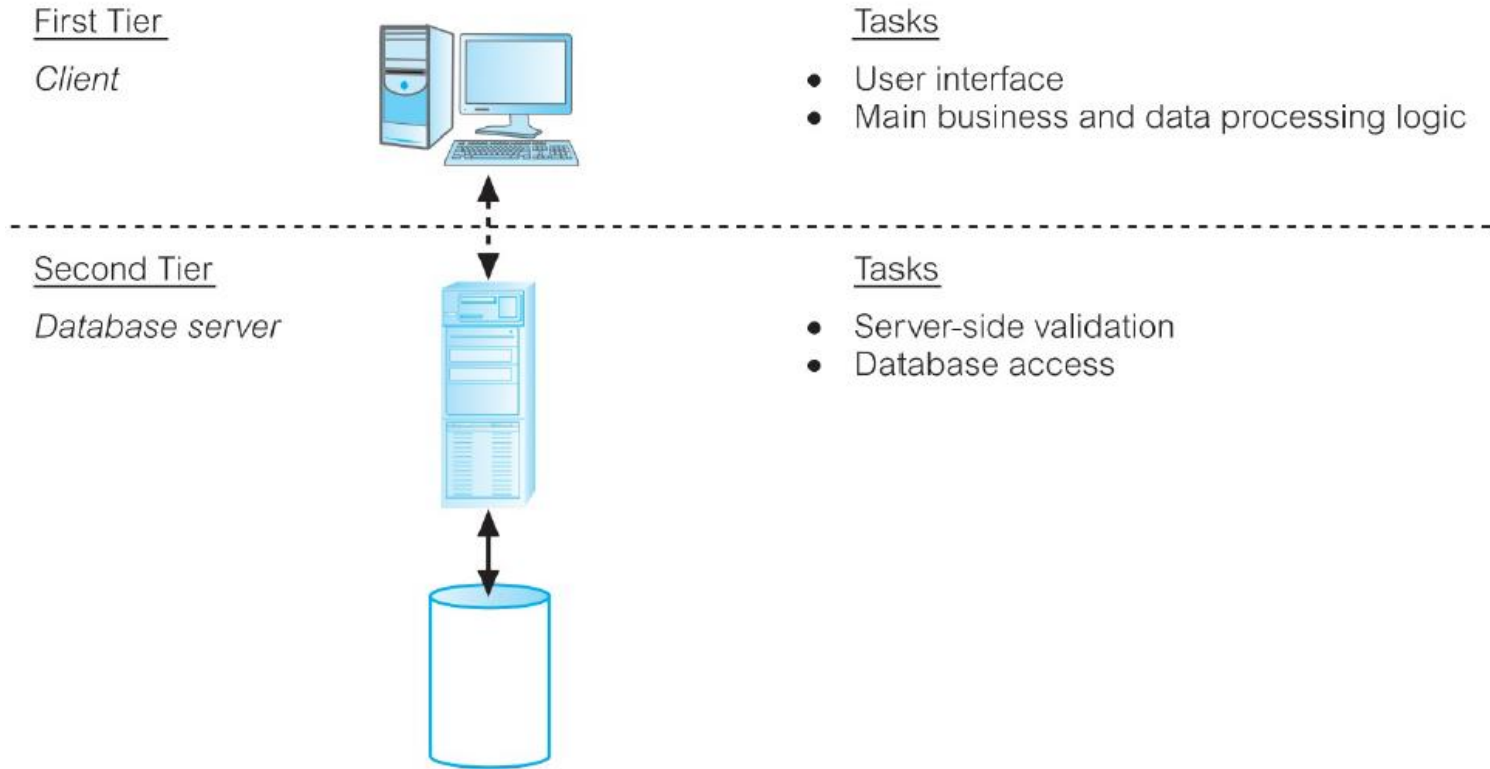 First Tier
Client
Tasks
• User interface
• Main business and data processing logic
Second Tier
Database server
Tasks
• Server-side validation
• Database access